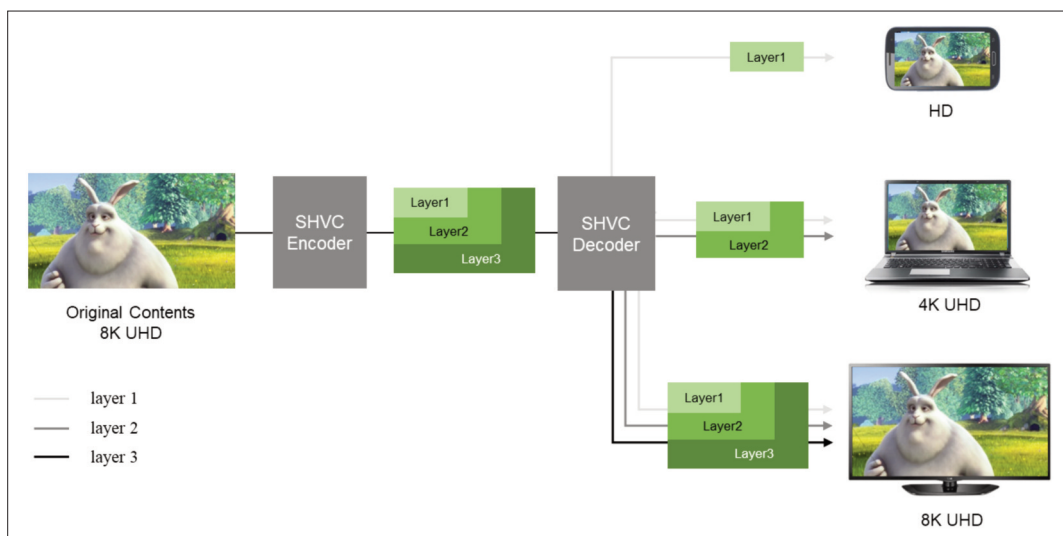 Layer1
HD
SHVC
Encoder
Layer1
Layer2
Layer3
SHVC
Decoder
Layer1
Layer2
Original Contents
8K UHD
4K UHD
layer 1
layer 2
layer 3
Layer1
Layer2
Layer3
8K UHD